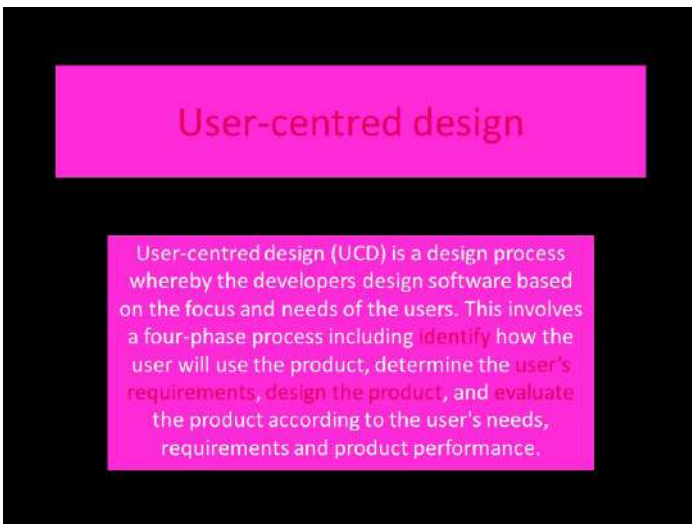 User-centred design
User-centred design (UCD) is a design process
whereby the developers design software based
on the focus and needs of the users. This involves
a four-phase process including identify how the
user will use the product, determine the user's
requirements, design the product, and evaluate
the product according to the user's needs,
requirements and product performance.